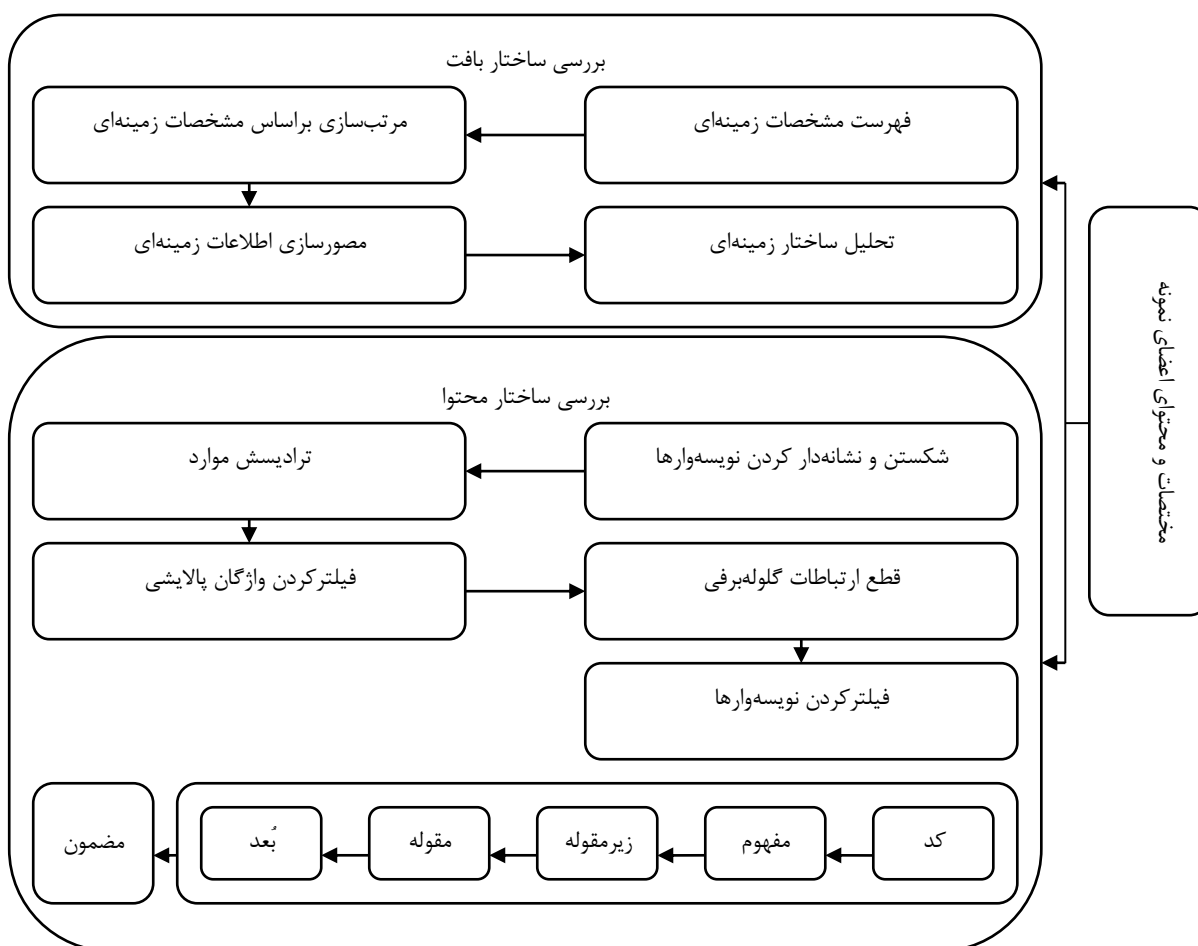 بررسی ساختار بافت
فهرست مشخصات زمینه‌ای
مرتب‌سازی براساس مشخصات زمینه‌ای
تحلیل ساختار زمینه‌ای
مصورسازی اطلاعات زمینه‌ای
مختصات و محتوای اعضای نمونه
بررسی ساختار محتوا
شکستن و نشانه‌دار کردن نویسه‌وارها
ترادیسش موارد
قطع ارتباطات گلوله‌برفی
فیلترکردن واژگان پالایشی
فیلترکردن نویسه‌وارها
کد
مفهوم
زیرمقوله
مقوله
بُعد
مضمون